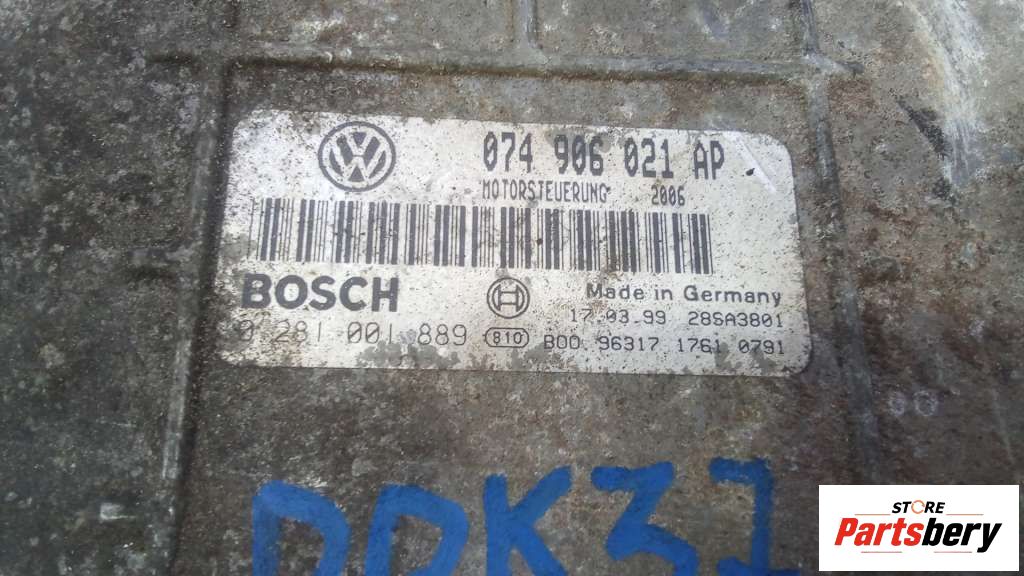 074 906 021 AP
MOTORSTEUERUNG 2006
BOSCH
Made in Germany
0 281 001 889
17.03.99 28SA3801
810 B00. 96317 1761 0791
STORE
Partsbery